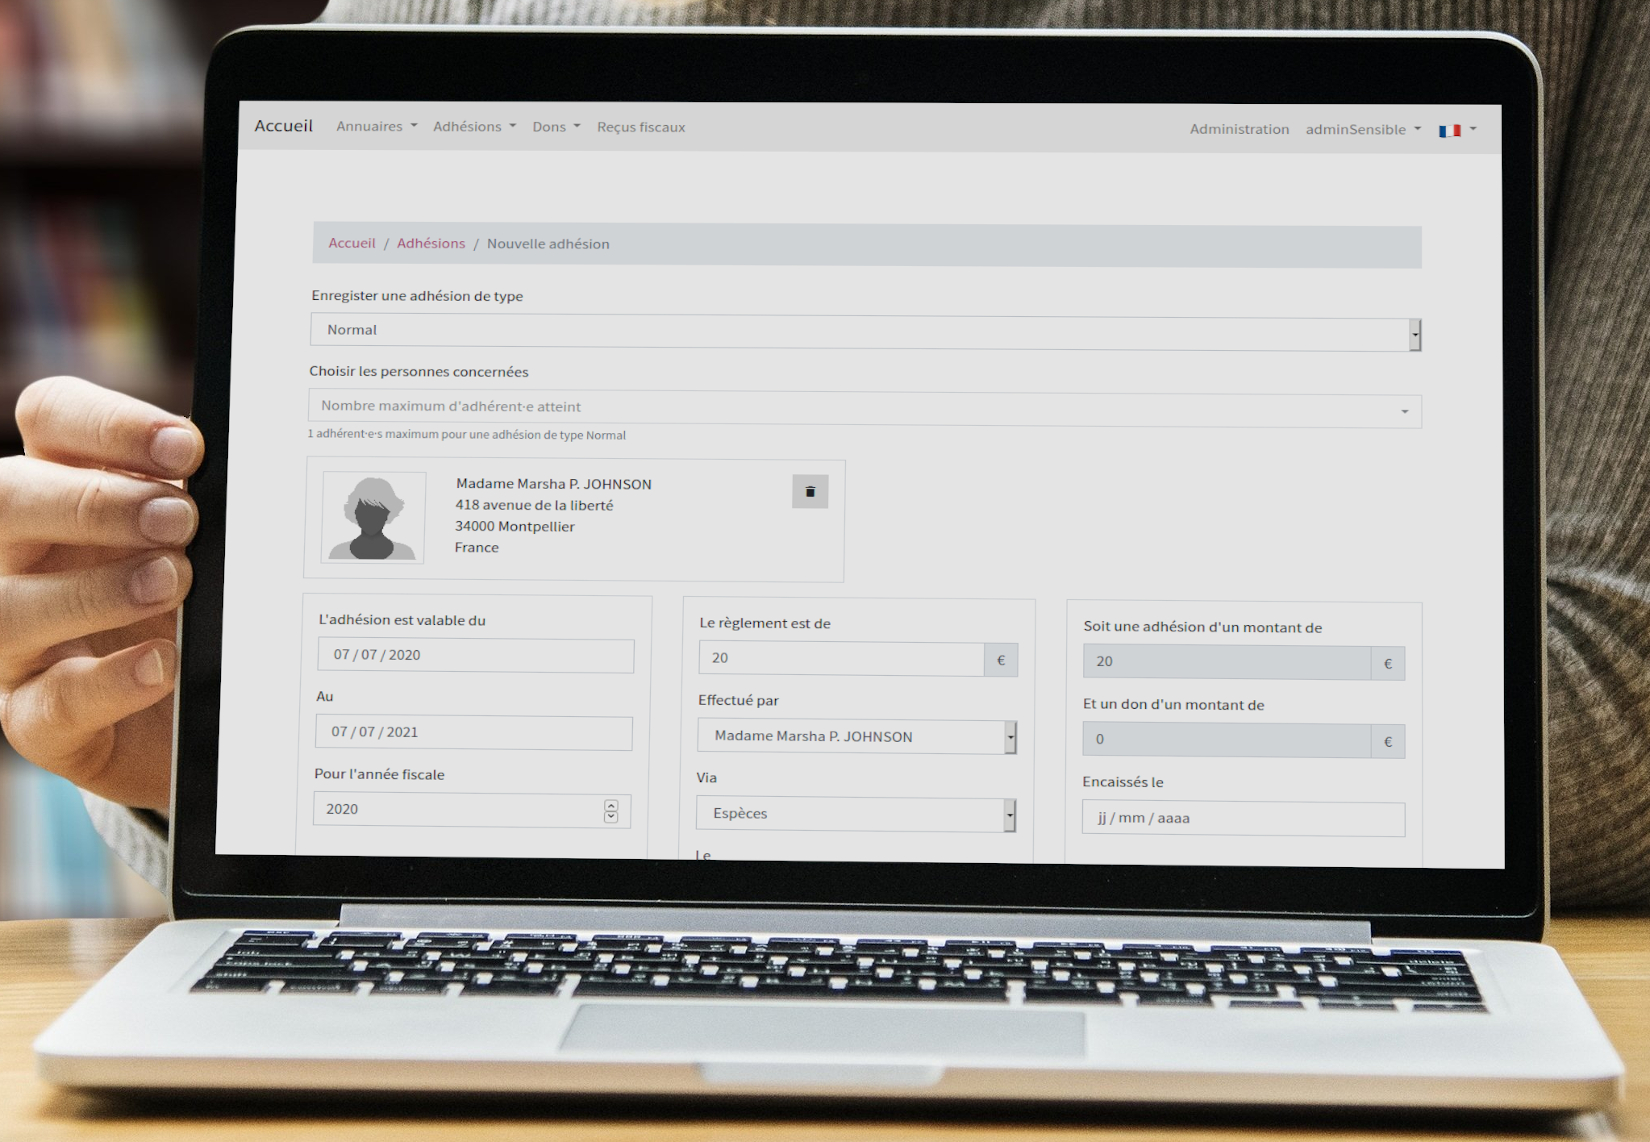 Accueil Annuaires Adhésions Dons Reçus fiscaux Administration adminSensible
Accueil / Adhésions / Nouvelle adhésion
Enregister une adhésion de type
Normal
Choisir les personnes concernées
Nombre maximum d'adhérent·e atteint
1 adhérent·e·s maximum pour une adhésion de type Normal
Madame Marsha P. JOHNSON
418 avenue de la liberté
34000 Montpellier
France
L'adhésion est valable du
07 / 07 / 2020
Au
07 / 07 / 2021
Pour l'année fiscale
2020
Le règlement est de
20 €
Effectué par
Madame Marsha P. JOHNSON
Via
Espèces
Le
Soit une adhésion d'un montant de
20 €
Et un don d'un montant de
0 €
Encaissés le
jj / mm / aaaa